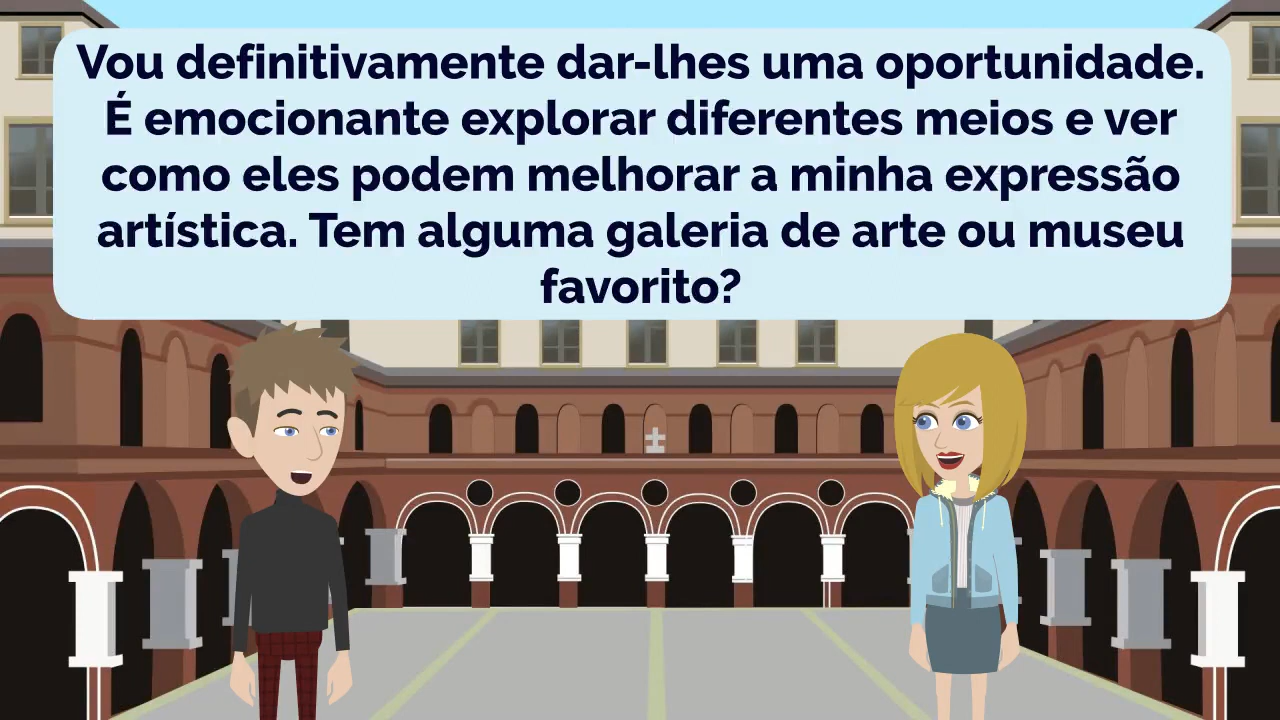 Vou definitivamente dar-lhes uma oportunidade.
É emocionante explorar diferentes meios e ver
como eles podem melhorar a minha expressão
artística. Tem alguma galeria de arte ou museu
favorito?